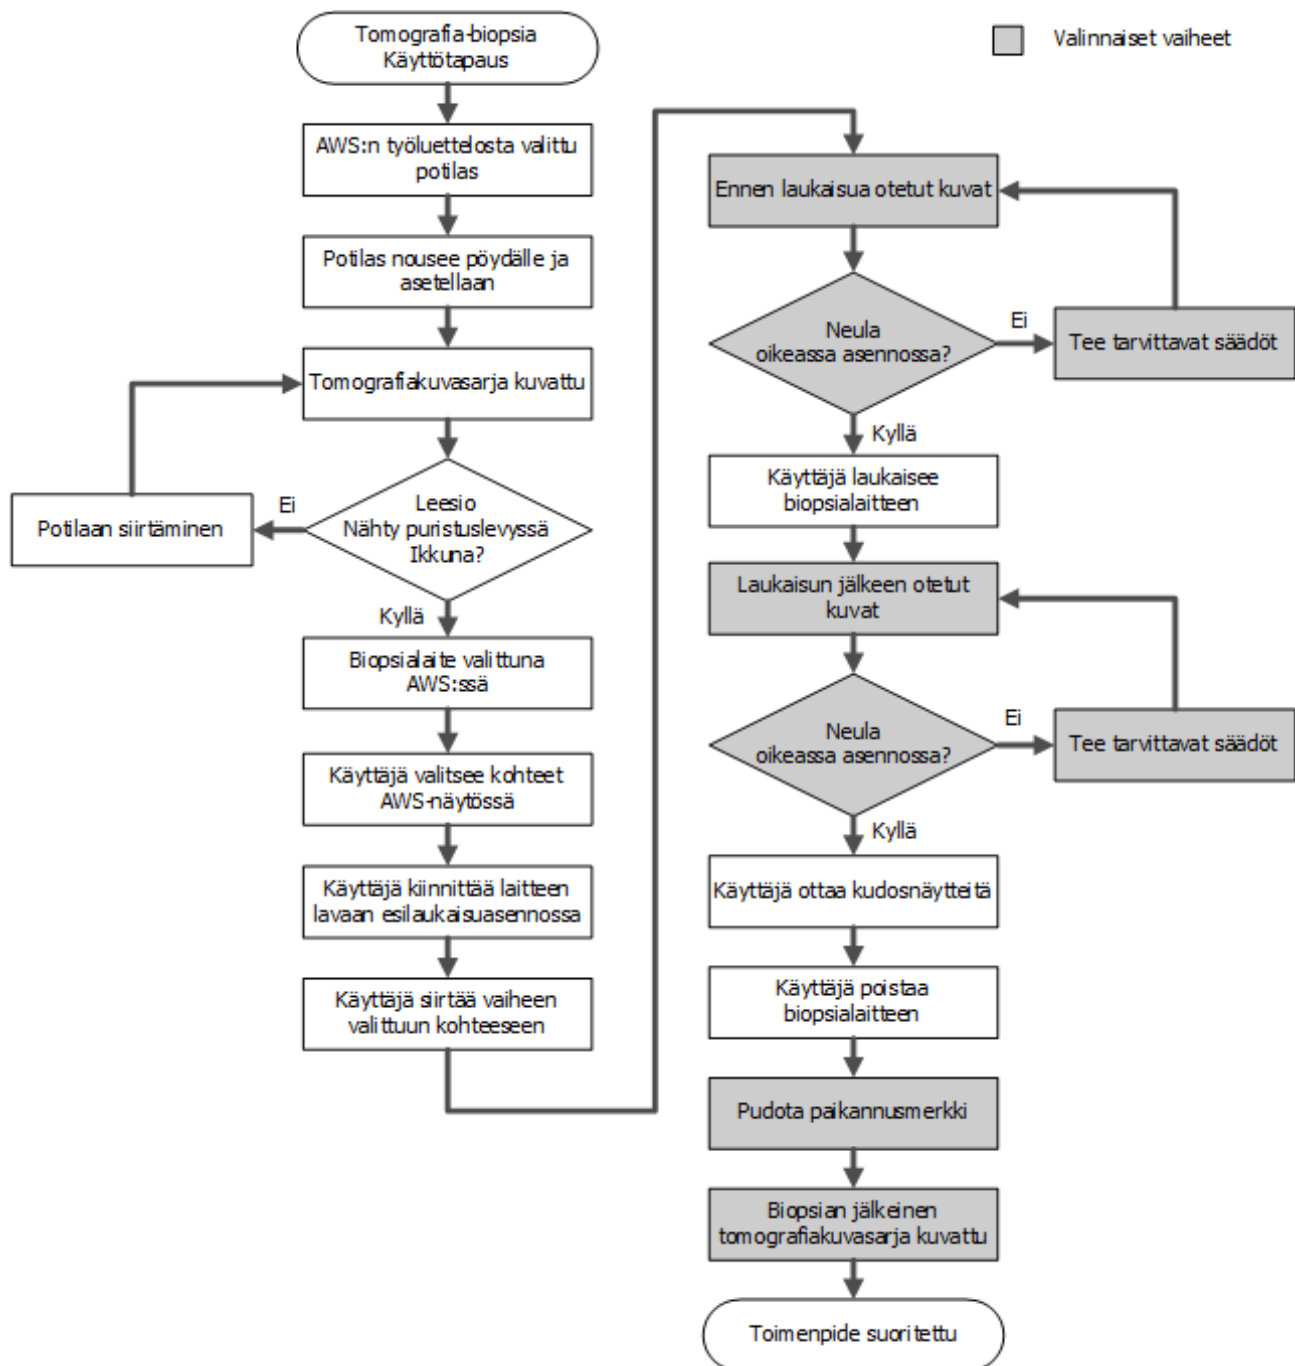 Tomografia-biopsia
Käyttötapaus
Valinnaiset vaiheet
AWS:n työluettelosta valittu
potilas
Potilas nousee pöydälle ja
asetellaan
Tomografiakuvasarja kuvattu
Leesio
Nähty puristuslevyssä
Ikkuna?
Ei
Potilaan siirtäminen
Kyllä
Biopsialaite valittuna
AWS:ssä
Käyttäjä valitsee kohteet
AWS-näytössä
Käyttäjä kiinnittää laitteen
lavaan esilaukaisuasennossa
Käyttäjä siirtää vaiheen
valittuun kohteeseen
Ennen laukaisua otetut kuvat
Neula
oikeassa asennossa?
Ei
Tee tarvittavat säädöt
Kyllä
Käyttäjä laukaisee
biopsialaitteen
Laukaisun jälkeen otetut
kuvat
Neula
oikeassa asennossa?
Ei
Tee tarvittavat säädöt
Kyllä
Käyttäjä ottaa kudosnäytteitä
Käyttäjä poistaa
biopsialaitteen
Pudota paikannusmerkki
Biopsian jälkeinen
tomografiakuvasarja kuvattu
Toimenpide suoritettu